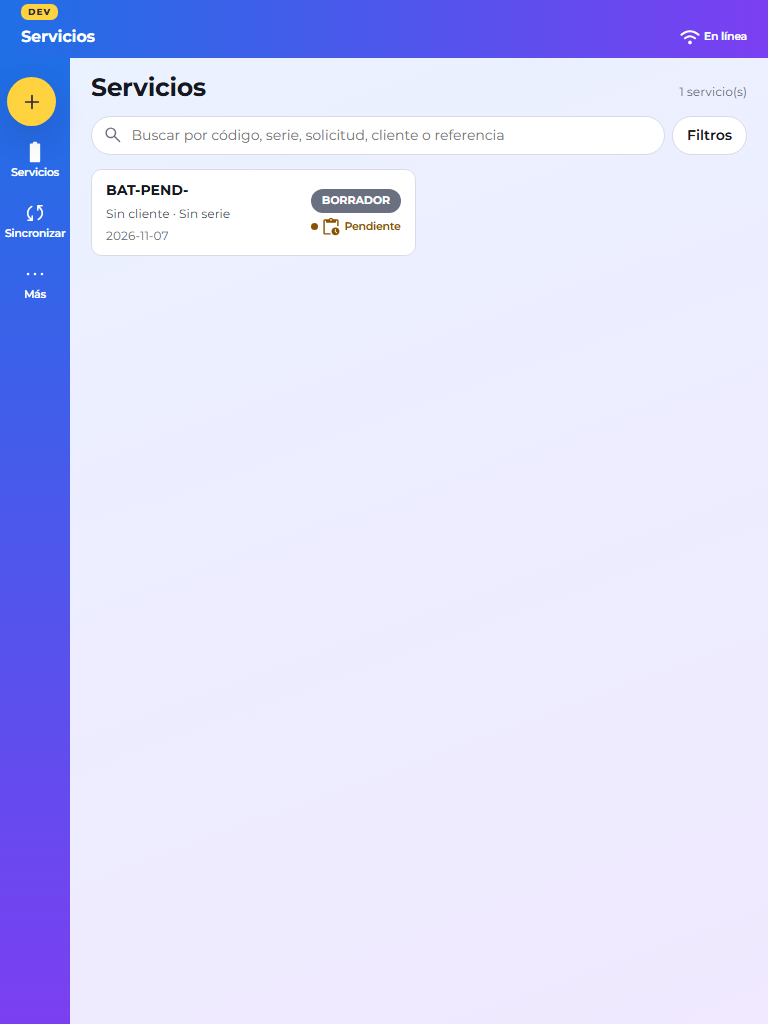 DEV
Servicios
En línea
Servicios
Sincronizar
Más
Servicios
1 servicio(s)
Buscar por código, serie, solicitud, cliente o referencia
Filtros
BAT-PEND-
Sin cliente · Sin serie
2026-11-07
BORRADOR
Pendiente